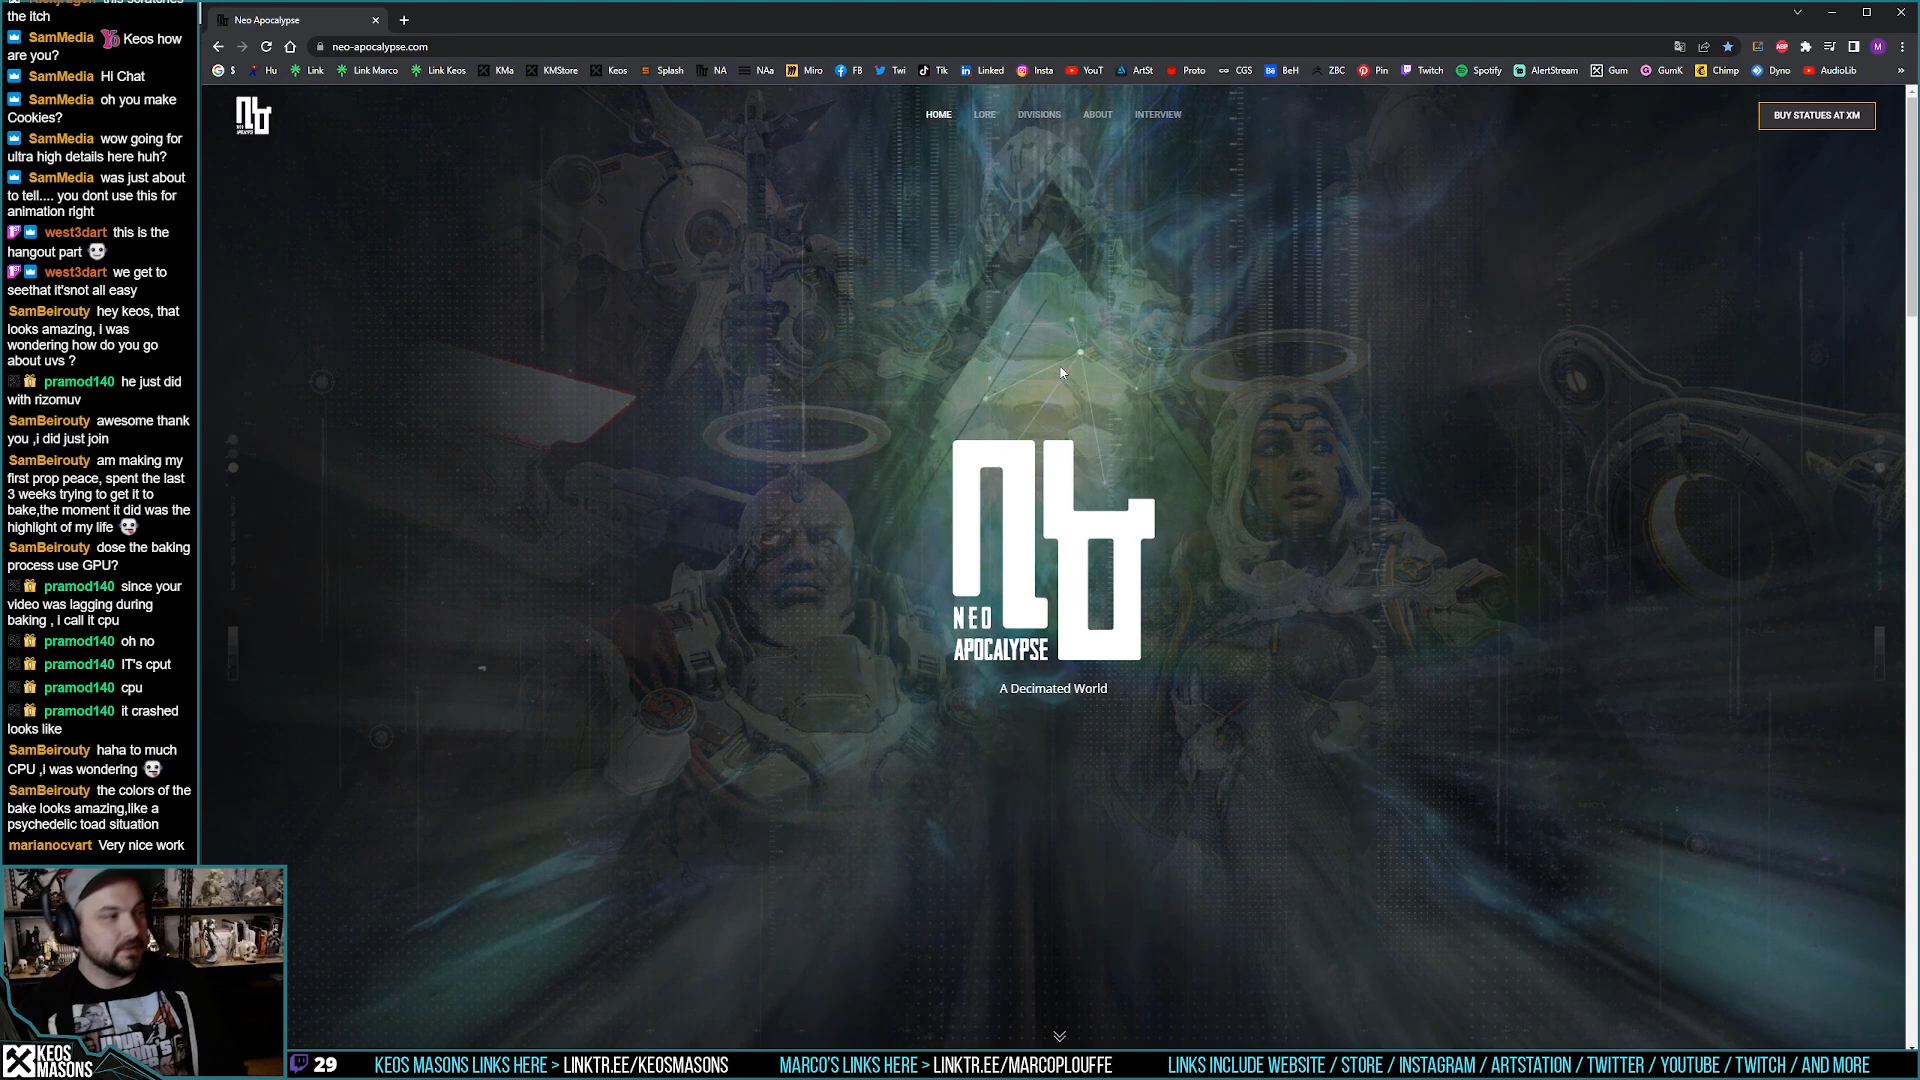 this scratches
the itch
SamMedia Keos how
are you?
SamMedia Hi Chat
SamMedia oh you make
Cookies?
SamMedia wow going for
ultra high details here huh?
SamMedia was just about
to tell.... you dont use this for
animation right
west3dart this is the
hangout part
west3dart we get to
seethat it'snot all easy
SamBeirouty hey keos, that
looks amazing, i was
wondering how do you go
about uvs ?
pramod140 he just did
with rizomuv
SamBeirouty awesome thank
you ,i did just join
SamBeirouty am making my
first prop peace, spent the last
3 weeks trying to get it to
bake,the moment it did was the
highlight of my life
SamBeirouty dose the baking
process use GPU?
pramod140 since your
video was lagging during
baking , i call it cpu
pramod140 oh no
pramod140 IT's cput
pramod140 cpu
pramod140 it crashed
looks like
SamBeirouty haha to much
CPU ,i was wondering
SamBeirouty the colors of the
bake looks amazing,like a
psychedelic toad situation
marianocvart Very nice work
Neo Apocalypse
neo-apocalypse.com
$ Hu Link Link Marco Link Keos KMa KMStore Keos Splash NA NAa Miro FB Twi Tik Linked Insta YouT ArtSt Proto CGS BeH ZBC Pin Twitch Spotify AlertStream Gum GumK Chimp Dyno AudioLib
HOME LORE DIVISIONS ABOUT INTERVIEW
BUY STATUES AT XM
NEO
APOCALYPSE
A Decimated World
KEOS
MASONS
29 KEOS MASONS LINKS HERE > LINKTR.EE/KEOSMASONS MARCO'S LINKS HERE > LINKTR.EE/MARCOPLOUFFE LINKS INCLUDE WEBSITE / STORE / INSTAGRAM / ARTSTATION / TWITTER / YOUTUBE / TWITCH / AND MORE